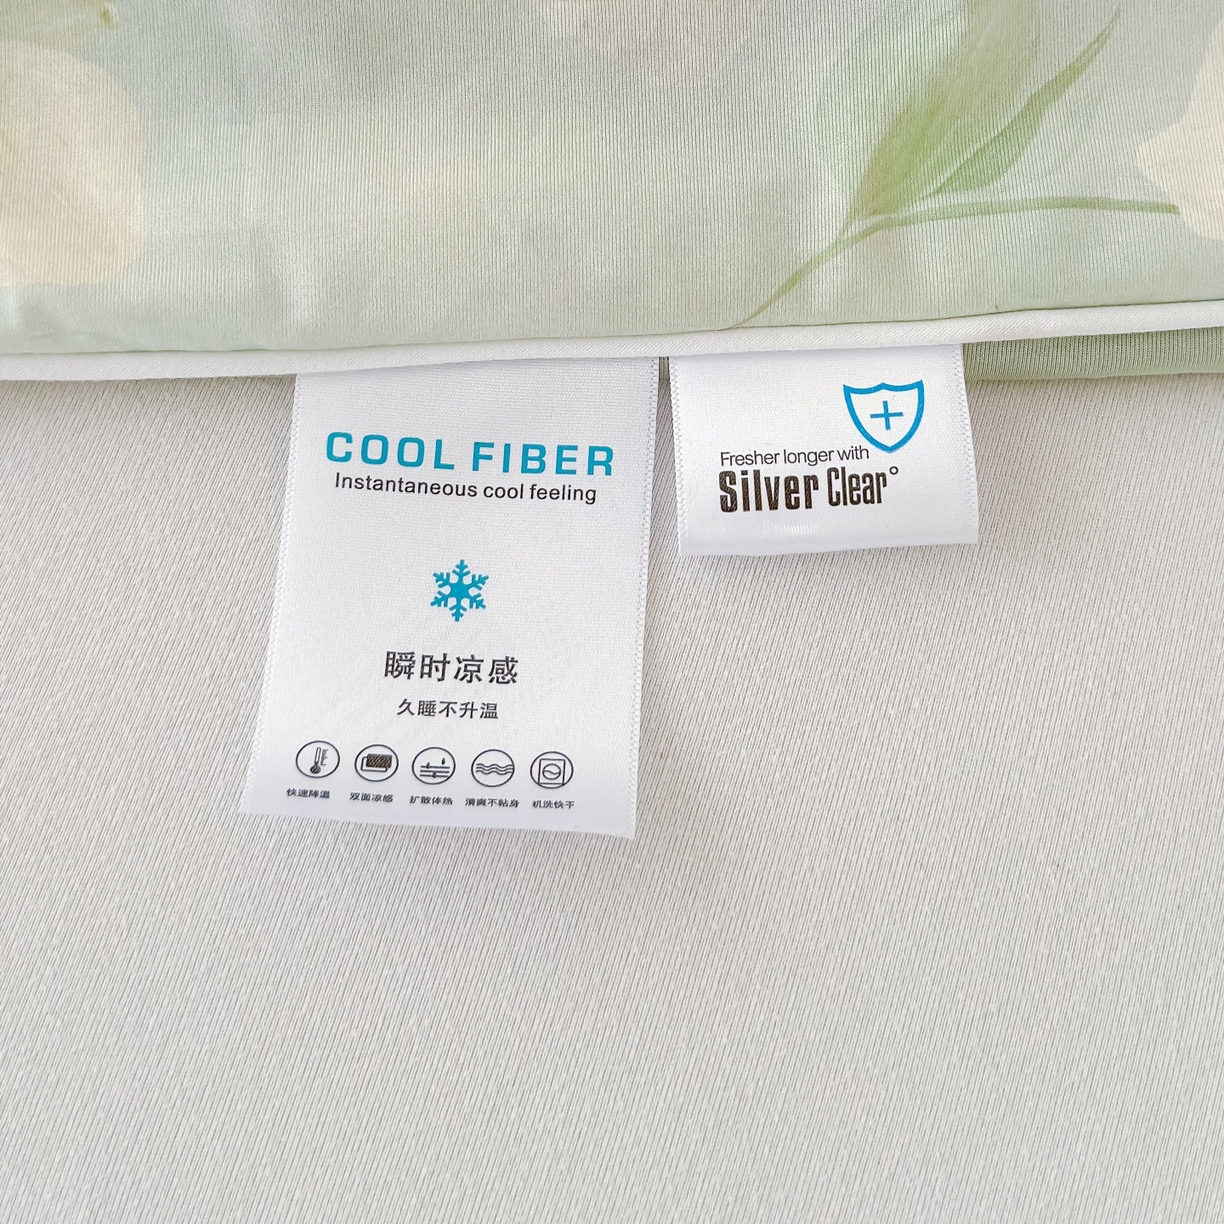 COOL FIBER
Instantaneous cool feeling
瞬时凉感
久睡不升温
快速降温 双面凉感 扩散体热 清爽不粘身 机洗快干
Fresher longer with
Silver Clear°